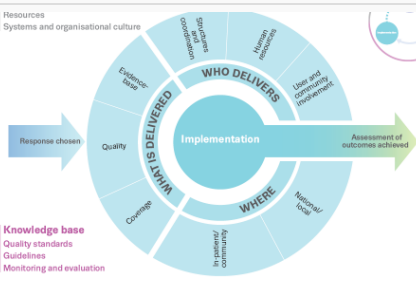 Resources
Systems and organisational culture
Structures
and
coordination
Human
resources
User and
community
involvement
Evidence-
base
WHO DELIVERS
WHAT IS DELIVERED
Response chosen
Quality
Implementation
Assessment of
outcomes achieved
Coverage
WHERE
National/
local
In-patient/
community
Knowledge base
Quality standards
Guidelines
Monitoring and evaluation